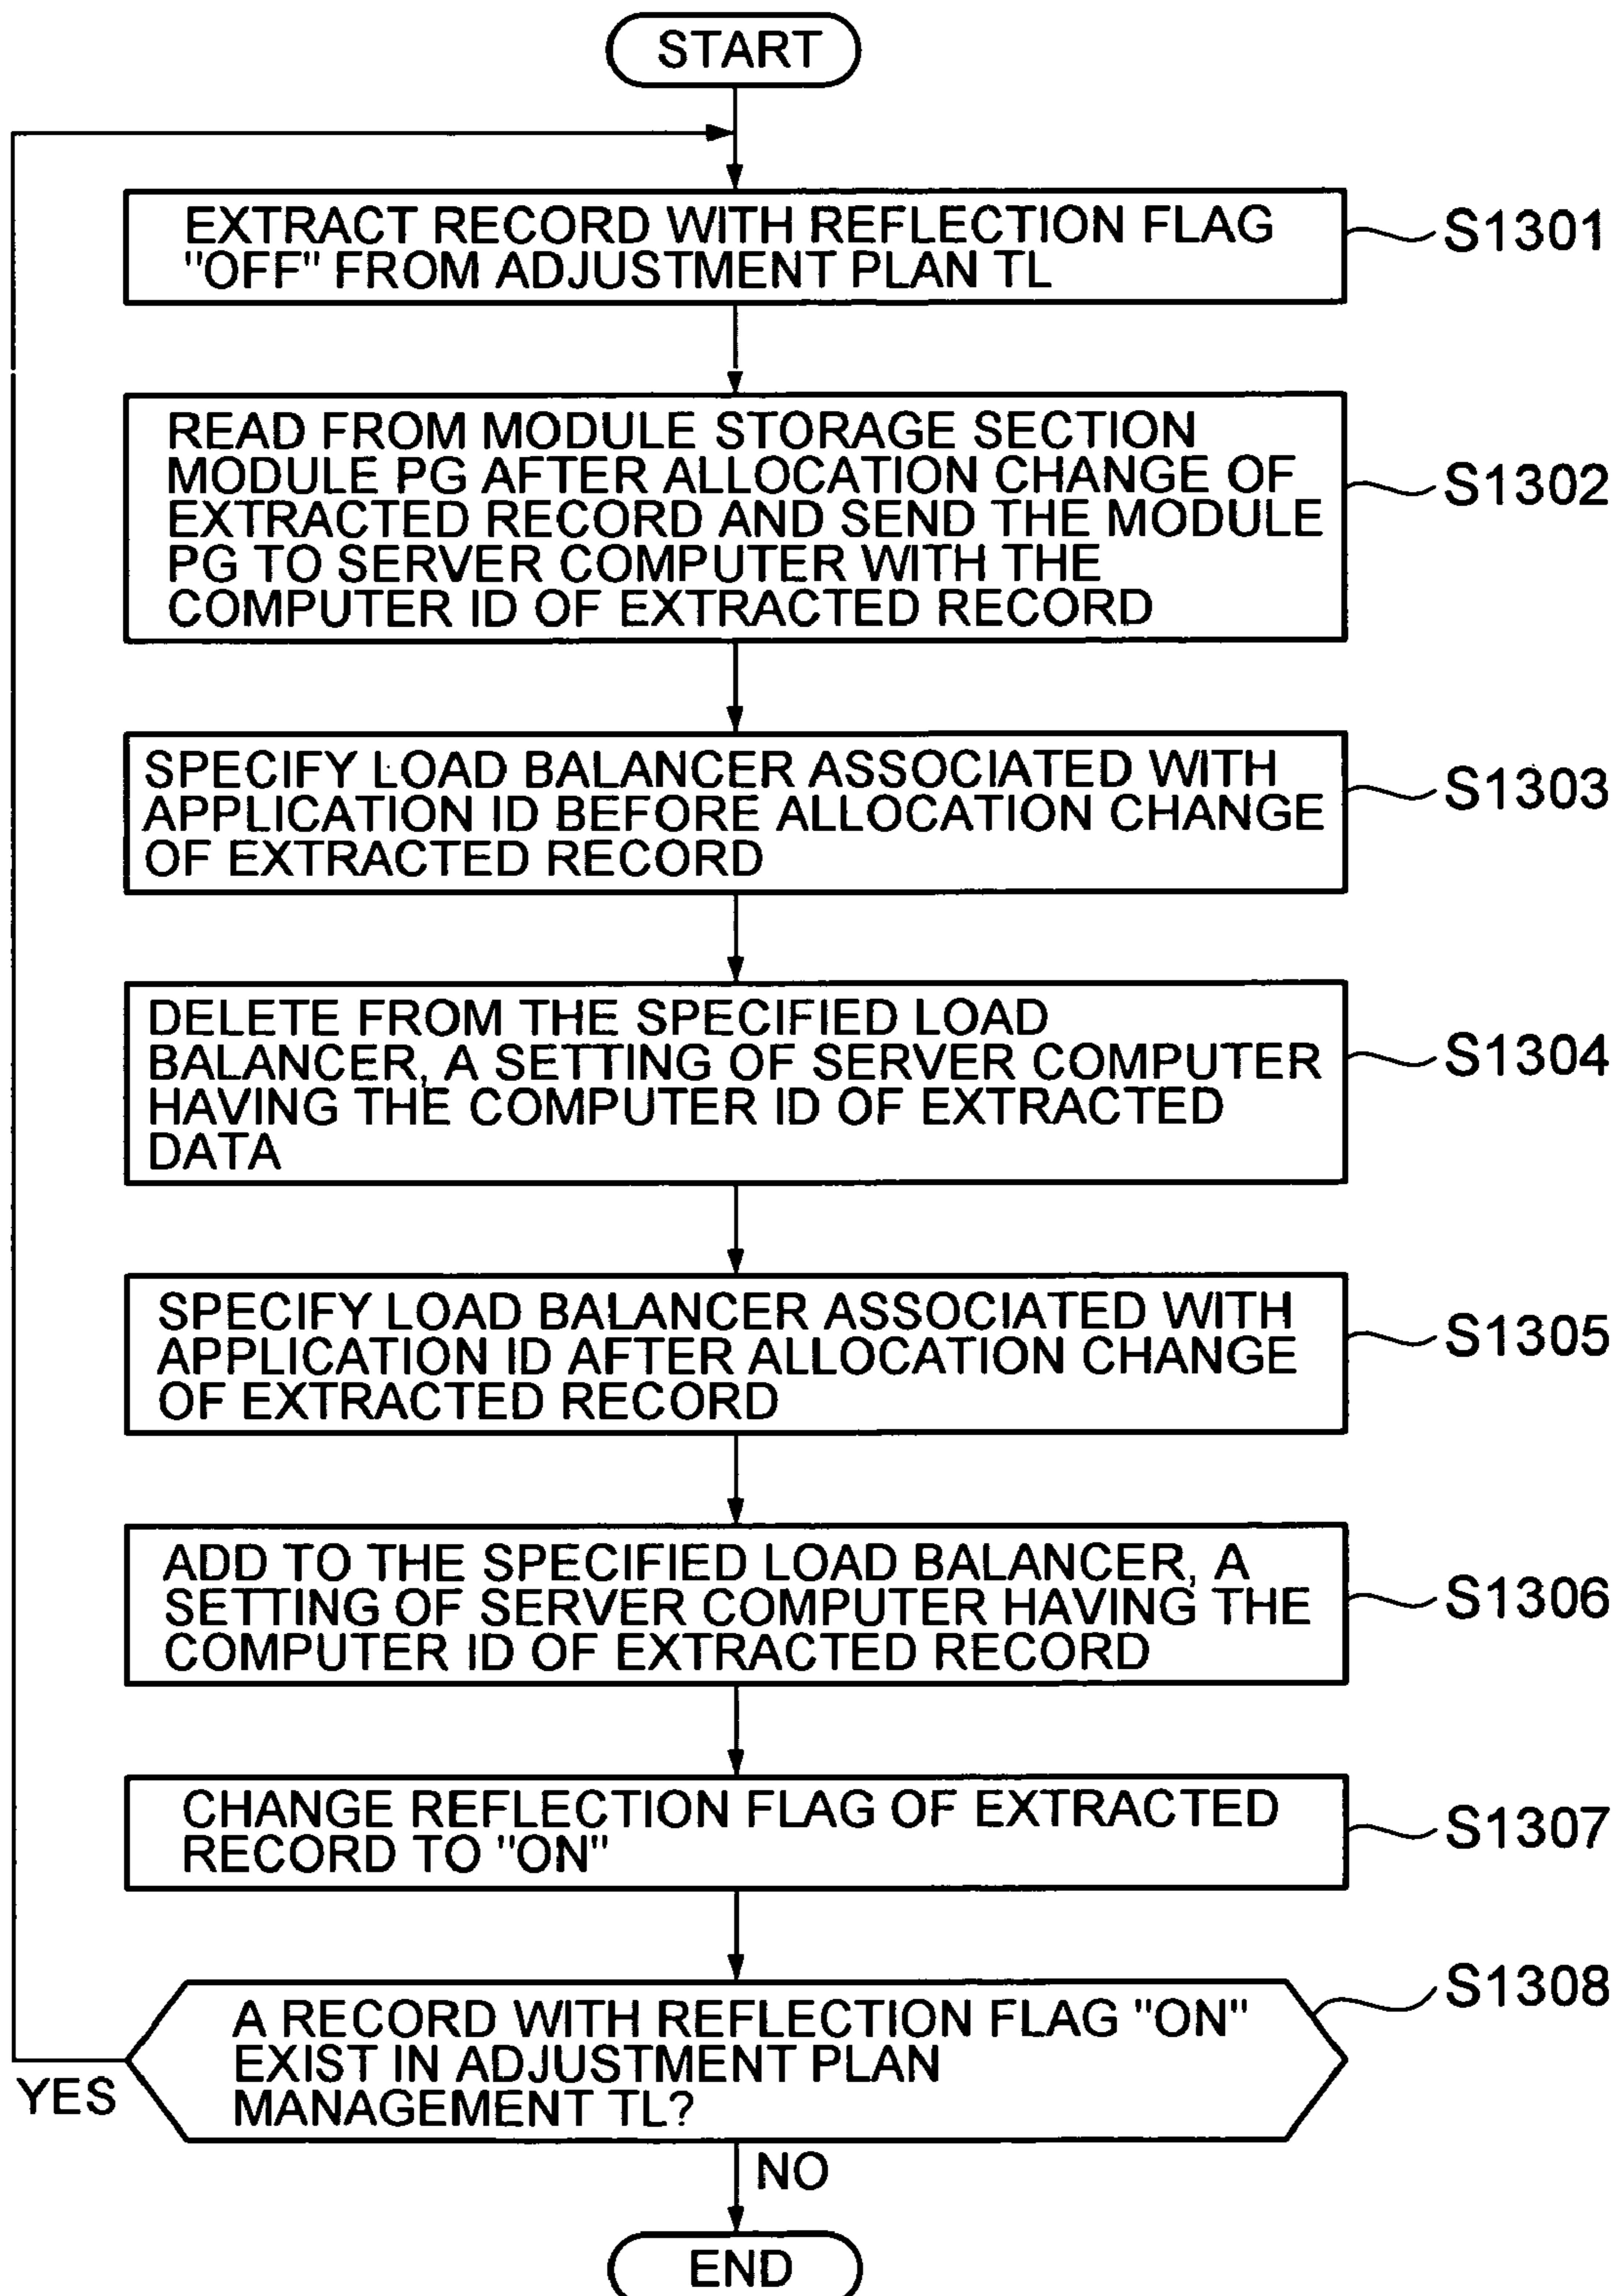 START
EXTRACT RECORD WITH REFLECTION FLAG
"OFF" FROM ADJUSTMENT PLAN TL
S1301
READ FROM MODULE STORAGE SECTION
MODULE PG AFTER ALLOCATION CHANGE OF
EXTRACTED RECORD AND SEND THE MODULE
PG TO SERVER COMPUTER WITH THE
COMPUTER ID OF EXTRACTED RECORD
S1302
SPECIFY LOAD BALANCER ASSOCIATED WITH
APPLICATION ID BEFORE ALLOCATION CHANGE
OF EXTRACTED RECORD
S1303
DELETE FROM THE SPECIFIED LOAD
BALANCER, A SETTING OF SERVER COMPUTER
HAVING THE COMPUTER ID OF EXTRACTED
DATA
S1304
SPECIFY LOAD BALANCER ASSOCIATED WITH
APPLICATION ID AFTER ALLOCATION CHANGE
OF EXTRACTED RECORD
S1305
ADD TO THE SPECIFIED LOAD BALANCER, A
SETTING OF SERVER COMPUTER HAVING THE
COMPUTER ID OF EXTRACTED RECORD
S1306
CHANGE REFLECTION FLAG OF EXTRACTED
RECORD TO "ON"
S1307
A RECORD WITH REFLECTION FLAG "ON"
EXIST IN ADJUSTMENT PLAN
MANAGEMENT TL?
S1308
YES
NO
END